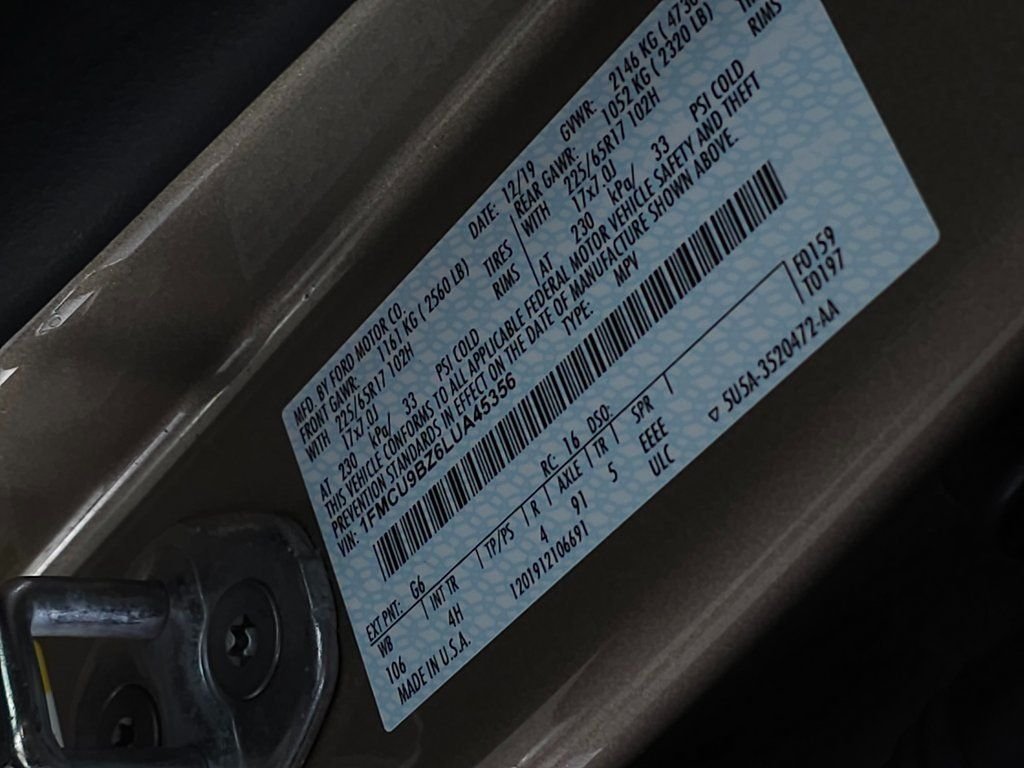 MFD. BY FORD MOTOR CO. DATE: 12/19 GVWR: 2146 KG
FRONT GAWR: 1161 KG ( 2560 LB) REAR GAWR: 1052 KG ( 2320 LB)
WITH 225/65R17 102H TIRES WITH 225/65R17 102H
17x7.0J RIMS 17x7.0J RIMS
AT 230 kPa/ 33 PSI COLD AT 230 kPa/ 33 PSI COLD
THIS VEHICLE CONFORMS TO ALL APPLICABLE FEDERAL MOTOR VEHICLE SAFETY AND THEFT
PREVENTION STANDARDS IN EFFECT ON THE DATE OF MANUFACTURE SHOWN ABOVE.
VIN: 1FMCU9BZ6LUA45356 TYPE: MPV
EXT PNT: G6 RC: 16 DSO: F0159
WB INT TR TP/PS R AXLE TR SPR T0197
106 4H 4 91 5 EEEE
MADE IN U.S.A. 1201912106691 ULC ▽ SU5A-3520472-AA